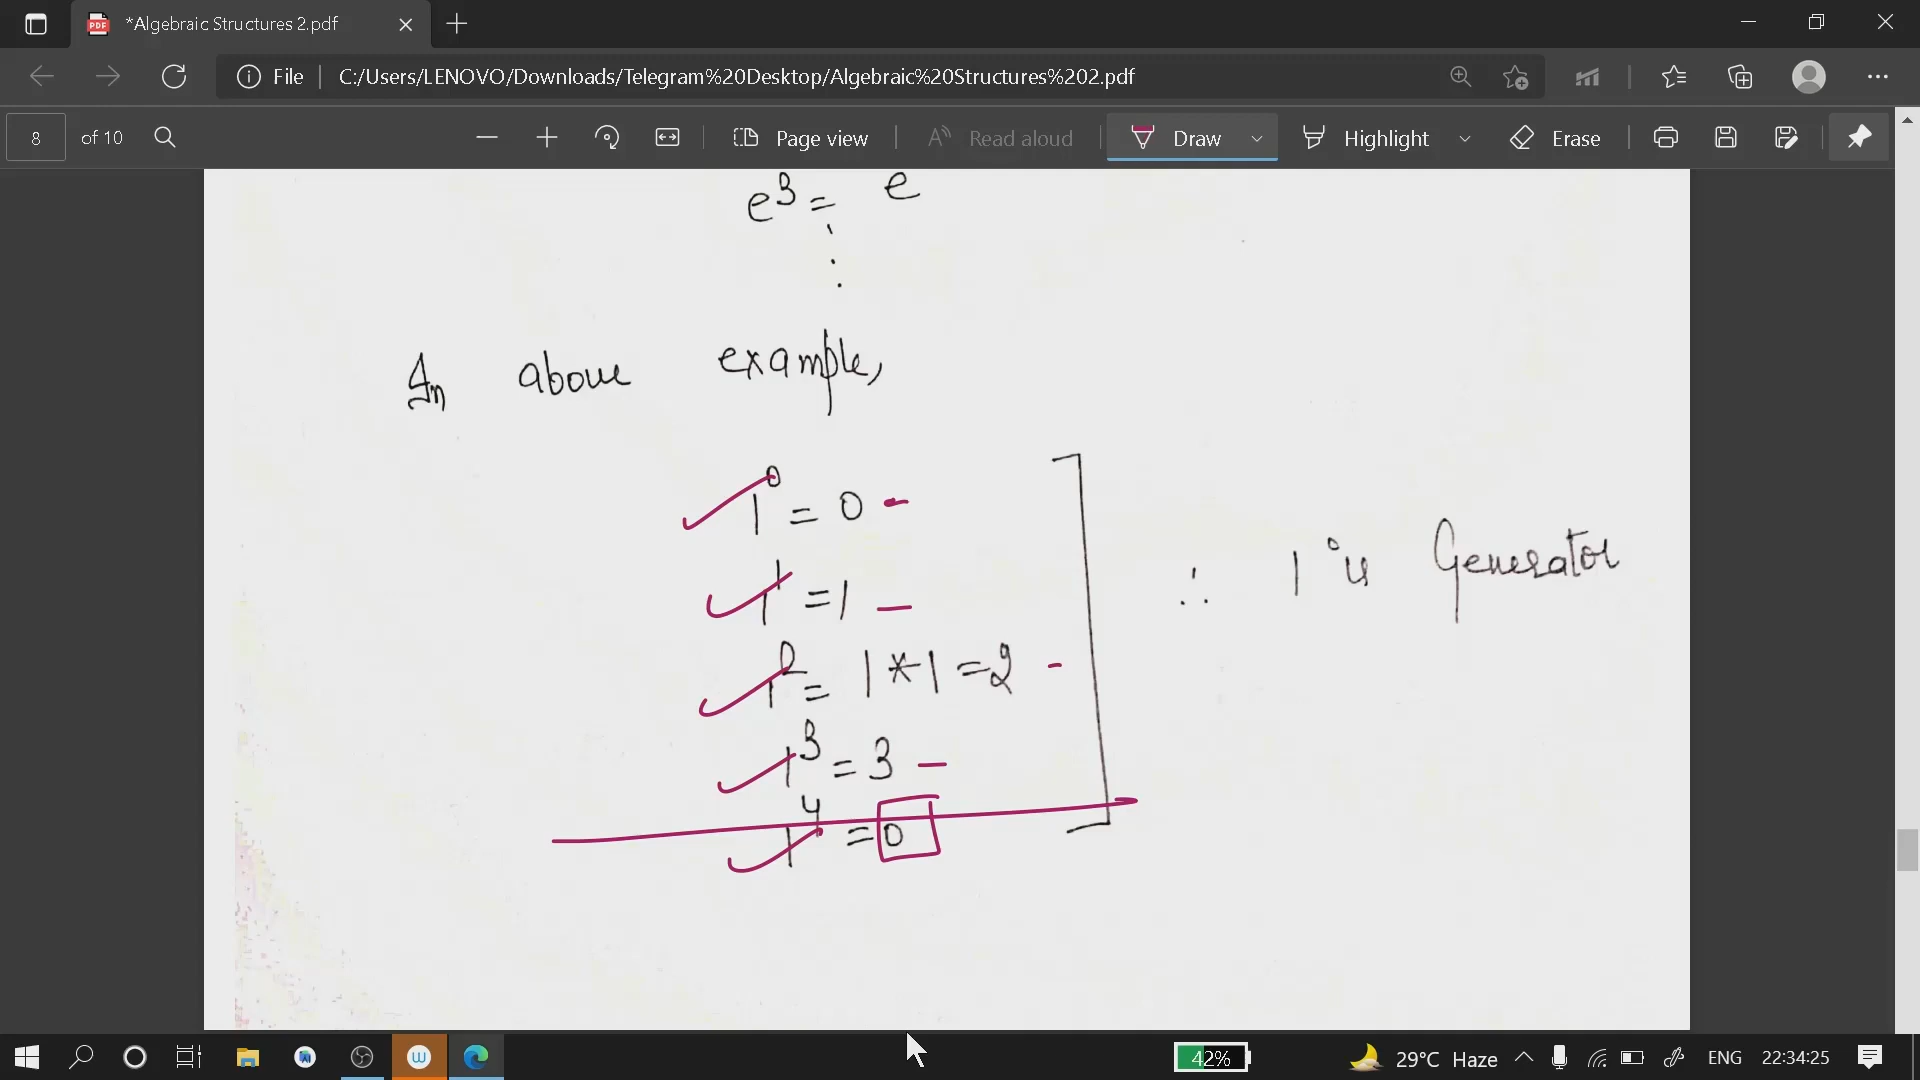 *Algebraic Structures 2.pdf
File
C:/Users/LENOVO/Downloads/Telegram%20Desktop/Algebraic%20Structures%202.pdf
8 of 10
Page view
Read aloud
Draw
Highlight
Erase
e³ = e
In above example,
1⁰ = 0
1¹ = 1
1² = 1 * 1 = 2
1³ = 3
1⁴ = 0
∴ 1 is Generator
42%
29°C Haze
ENG
22:34:25